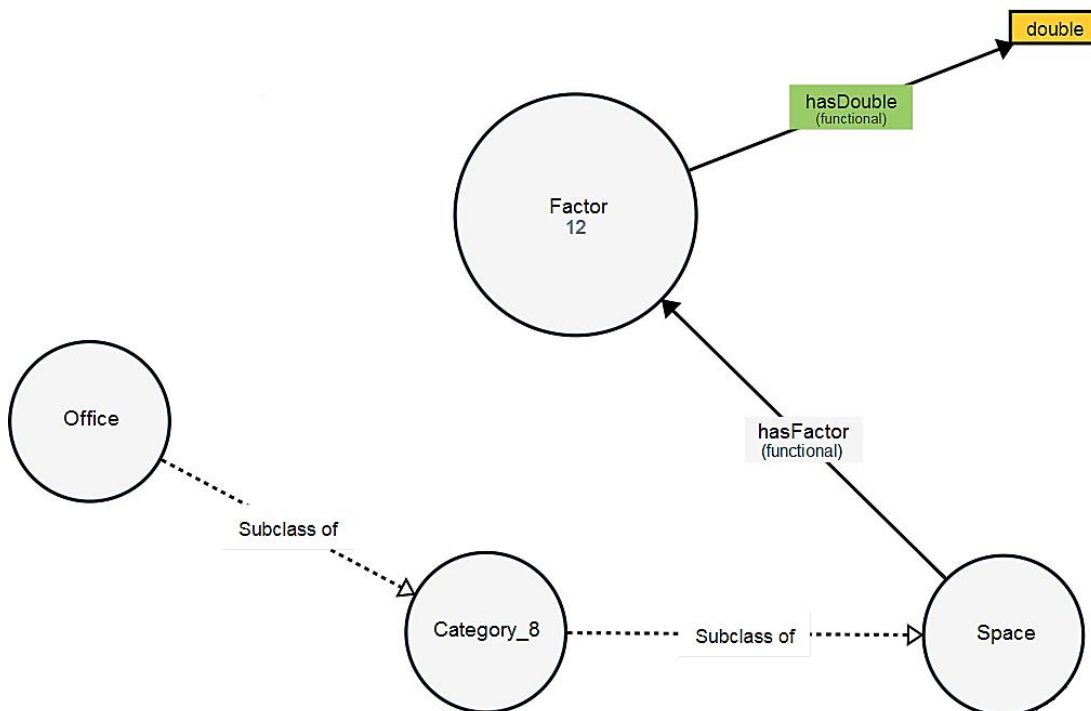 double
hasDouble
(functional)
Factor
12
Office
hasFactor
(functional)
Subclass of
Category_8
Subclass of
Space